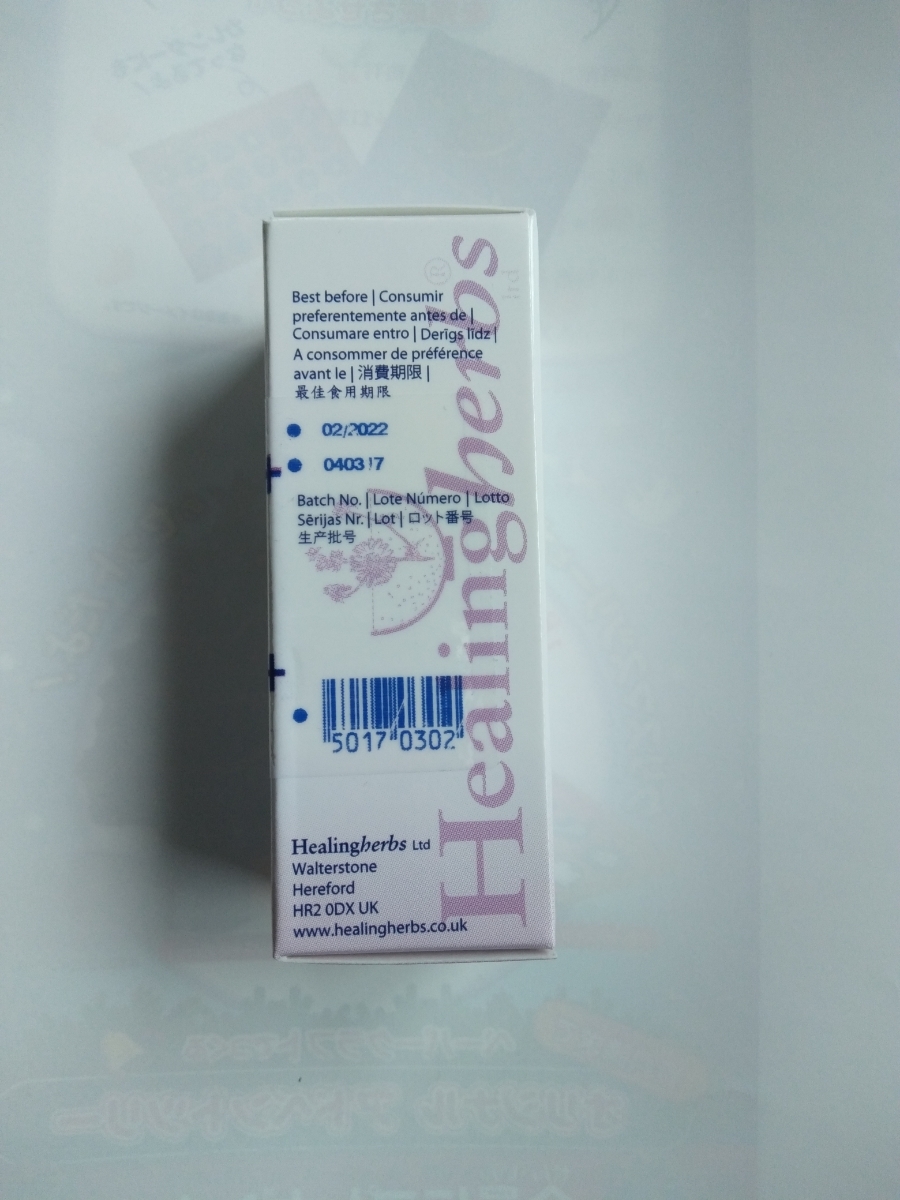 Best before | Consumir
preferentemente antes de |
Consumare entro | Derīgs līdz |
A consommer de préférence
avant le | 消費期限 |
最佳食用期限
02/2022
040317
Batch No. | Lote Número | Lotto
Sērijas Nr. | Lot | ロット番号
生产批号
5017 0302
Healingherbs Ltd
Walterstone
Hereford
HR2 0DX UK
www.healingherbs.co.uk
Healingherbs® ltd